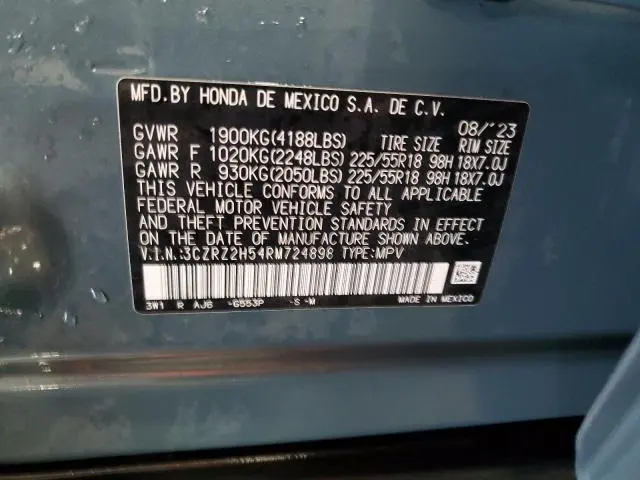 MFD.BY HONDA DE MEXICO S.A. DE C.V.
08/'23
GVWR 1900KG(4188LBS) TIRE SIZE RIM SIZE
GAWR F 1020KG(2248LBS) 225/55R18 98H 18X7.0J
GAWR R 930KG(2050LBS) 225/55R18 98H 18X7.0J
THIS VEHICLE CONFORMS TO ALL APPLICABLE
FEDERAL MOTOR VEHICLE SAFETY
AND THEFT PREVENTION STANDARDS IN EFFECT
ON THE DATE OF MANUFACTURE SHOWN ABOVE.
V.I.N.:3CZRZ2H54RM724898 TYPE:MPV
3W1 R AJ6 -G553P -S -M MADE IN MEXICO